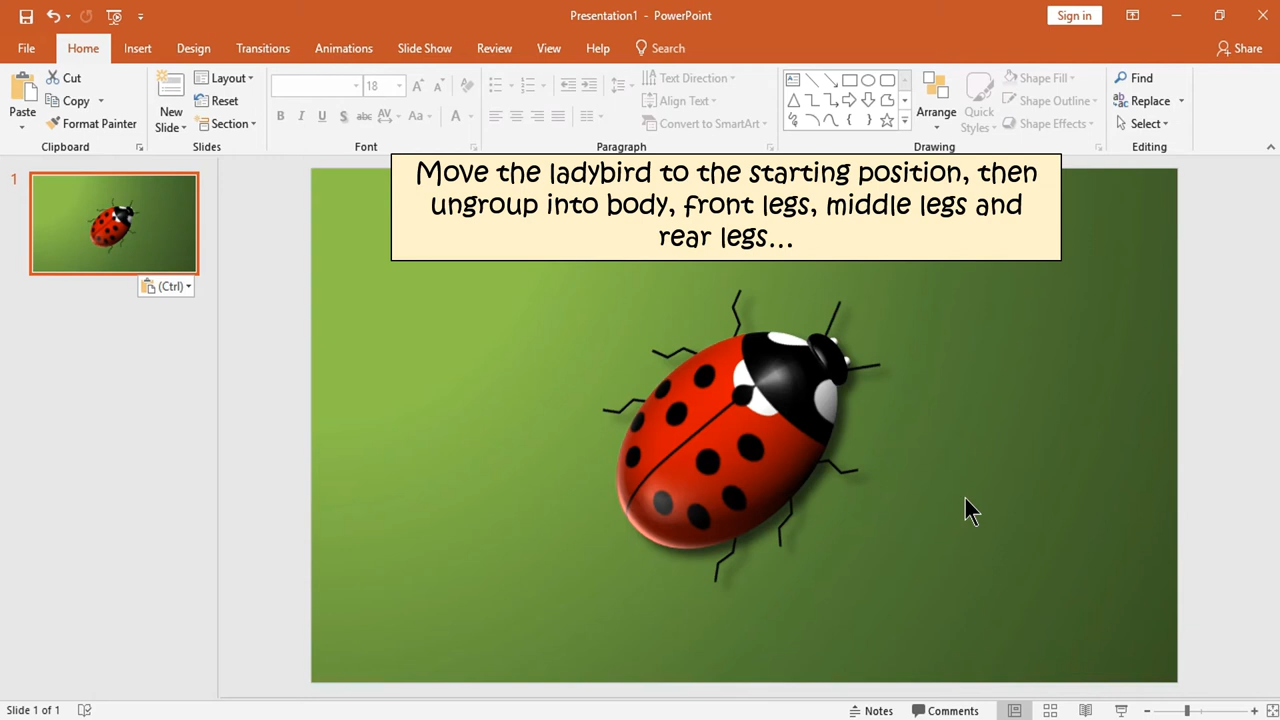 Presentation1 - PowerPoint
Sign in
File Home Insert Design Transitions Animations Slide Show Review View Help Search Share
Paste
Cut
Copy
Format Painter
Clipboard
New Slide
Layout
Reset
Section
Slides
18
B I U S abc AV Aa A
Font
Text Direction
Align Text
Convert to SmartArt
Paragraph
Arrange
Quick Styles
Shape Fill
Shape Outline
Shape Effects
Drawing
Find
Replace
Select
Editing
1
(Ctrl)
Move the ladybird to the starting position, then
ungroup into body, front legs, middle legs and
rear legs...
Slide 1 of 1
Notes
Comments